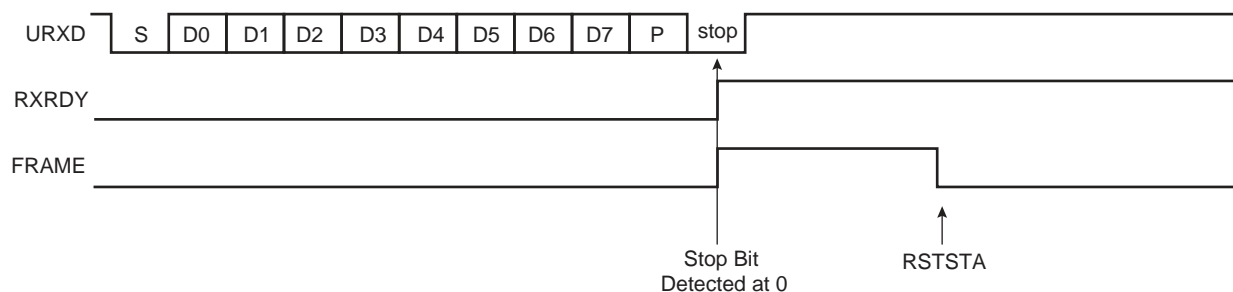 URXD S D0 D1 D2 D3 D4 D5 D6 D7 P stop
RXRDY
FRAME
Stop Bit
Detected at 0
RSTSTA